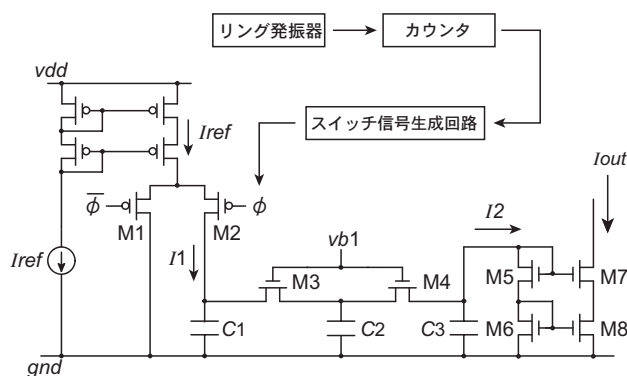 リング発振器
カウンタ
vdd
スイッチ信号生成回路
Iref
Iout
φ̅
φ
M1
M2
I2
vb1
Iref
I1
M3
M4
M5
M7
C1
C2
C3
M6
M8
gnd